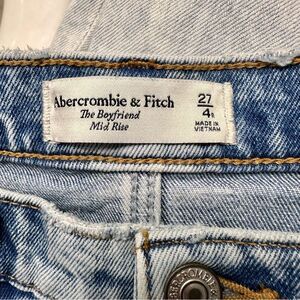 Abercrombie & Fitch
The Boyfriend
Mid Rise
27
4R
MADE IN
VIETNAM